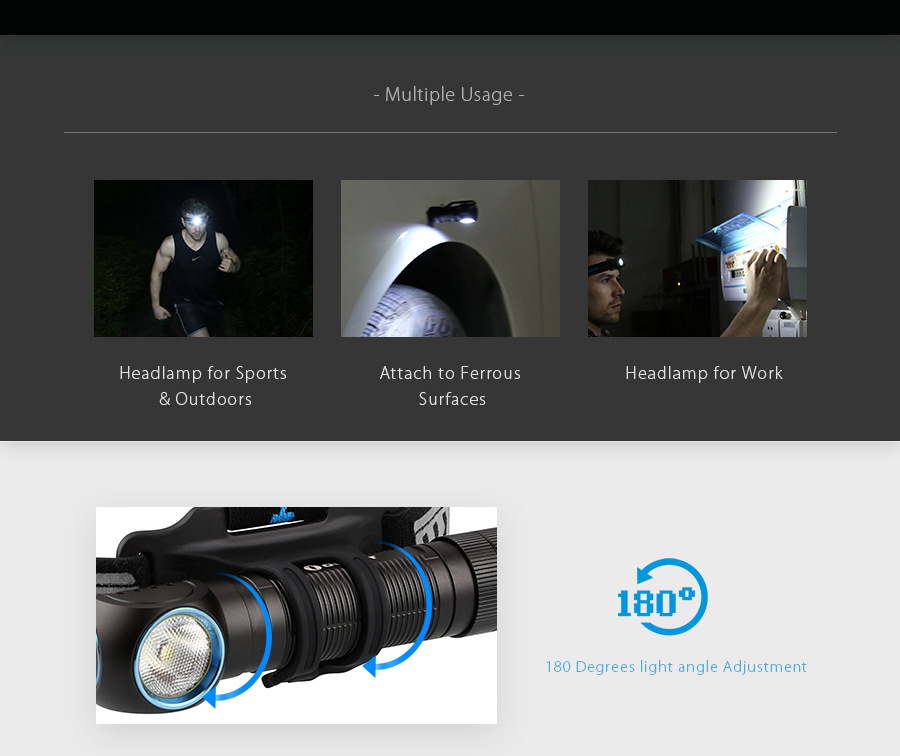 - Multiple Usage -
Headlamp for Sports
& Outdoors
Attach to Ferrous
Surfaces
Headlamp for Work
180°
180 Degrees light angle Adjustment